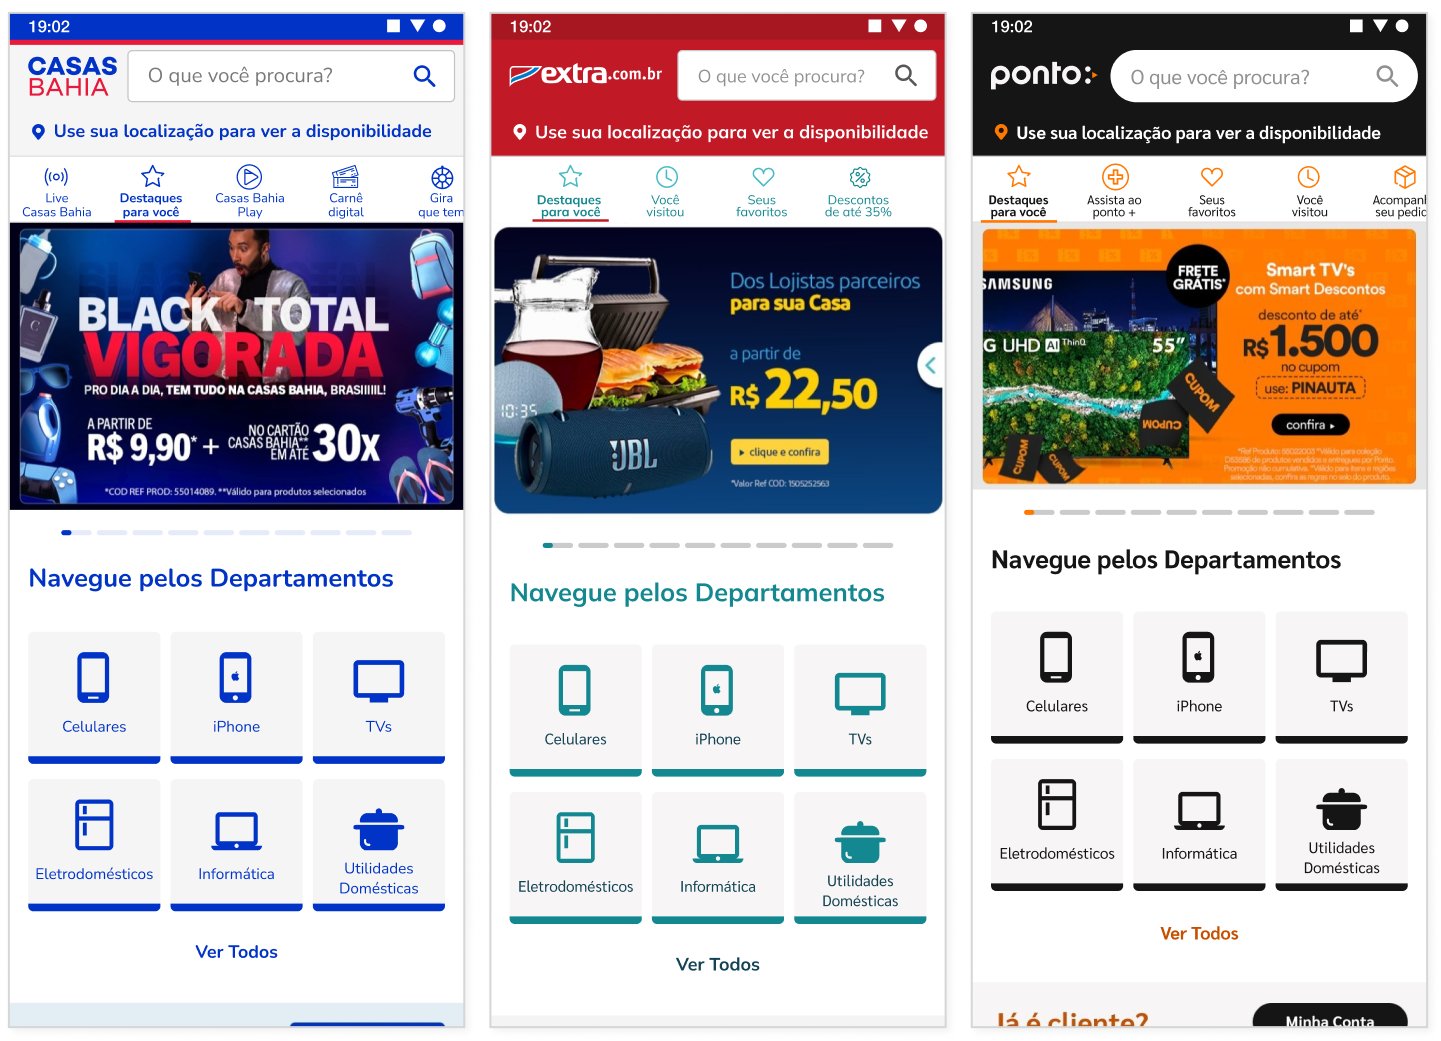 19:02
CASAS
BAHIA
O que você procura?
Use sua localização para ver a disponibilidade
Live
Casas Bahia
Destaques
para você
Casas Bahia
Play
Carnê
digital
Gira
que tem
BLACK TOTAL
VIGORADA
PRO DIA A DIA, TEM TUDO NA CASAS BAHIA, BRASIIIIL!
A PARTIR DE
R$ 9,90* +
NO CARTÃO
CASAS BAHIA**
EM ATÉ
30x
*COD REF PROD: 55014089. **Válido para produtos selecionados
Navegue pelos Departamentos
Celulares
iPhone
TVs
Eletrodomésticos
Informática
Utilidades
Domésticas
Ver Todos
19:02
extra.com.br
O que você procura?
Use sua localização para ver a disponibilidade
Destaques
para você
Você
visitou
Seus
favoritos
Descontos
de até 35%
Dos Lojistas parceiros
para sua Casa
a partir de
R$ 22,50
10:35
JBL
clique e confira
*Valor Ref COD: 1505252563
Navegue pelos Departamentos
Celulares
iPhone
TVs
Eletrodomésticos
Informática
Utilidades
Domésticas
Ver Todos
19:02
ponto:
O que você procura?
Use sua localização para ver a disponibilidade
Destaques
para você
Assista ao
ponto +
Seus
favoritos
Você
visitou
Acompanh
seu pedic
SAMSUNG
FRETE
GRÁTIS*
G UHD AI ThinQ
55”
CUPOM
CUPOM
CUPOM
CUPOM
Smart TV's
com Smart Descontos
desconto de até*
R$1.500
no cupom
use: PINAUTA
confira
Navegue pelos Departamentos
Celulares
iPhone
TVs
Eletrodomésticos
Informática
Utilidades
Domésticas
Ver Todos
Já é cliente?
Minha Conta